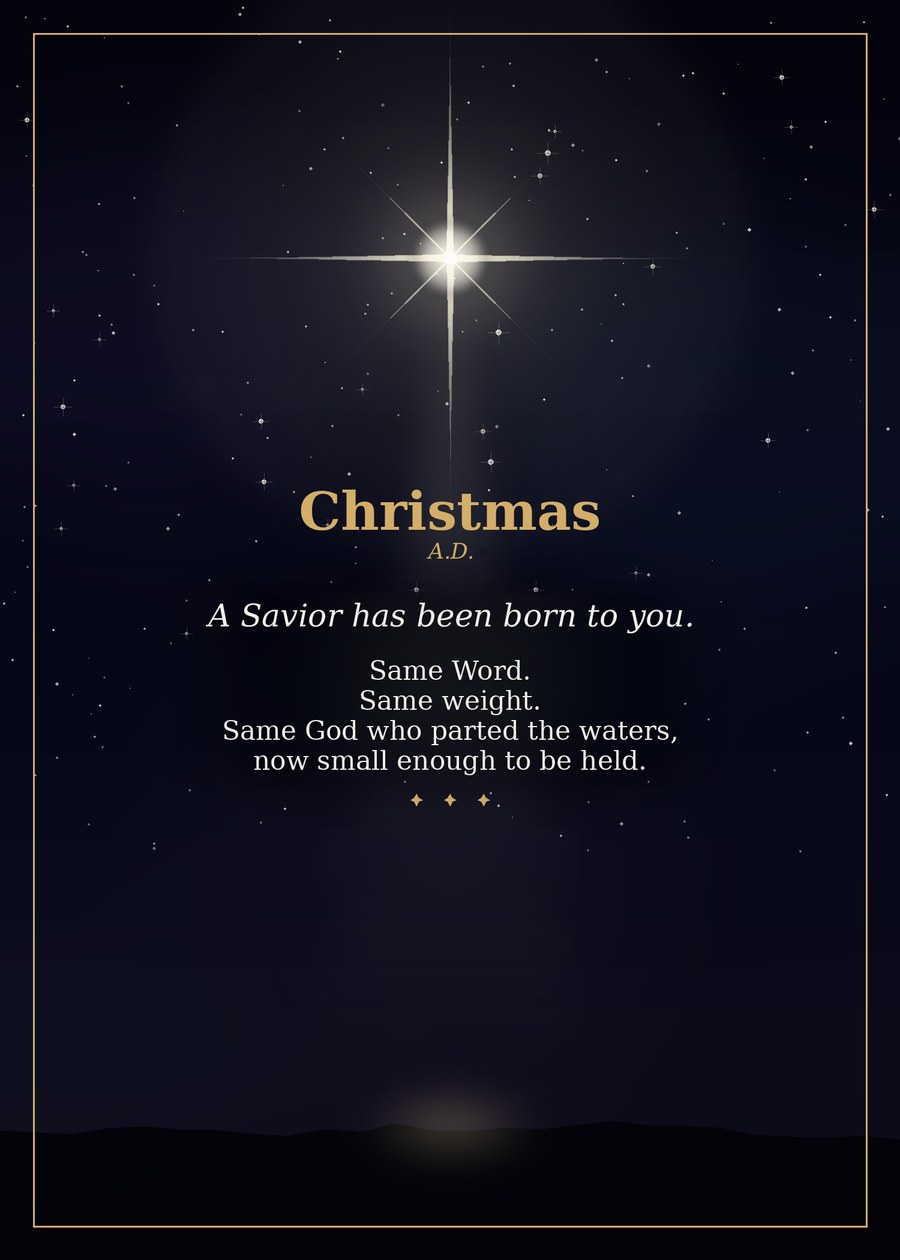 Christmas
A.D.
A Savior has been born to you.
Same Word.
Same weight.
Same God who parted the waters,
now small enough to be held.